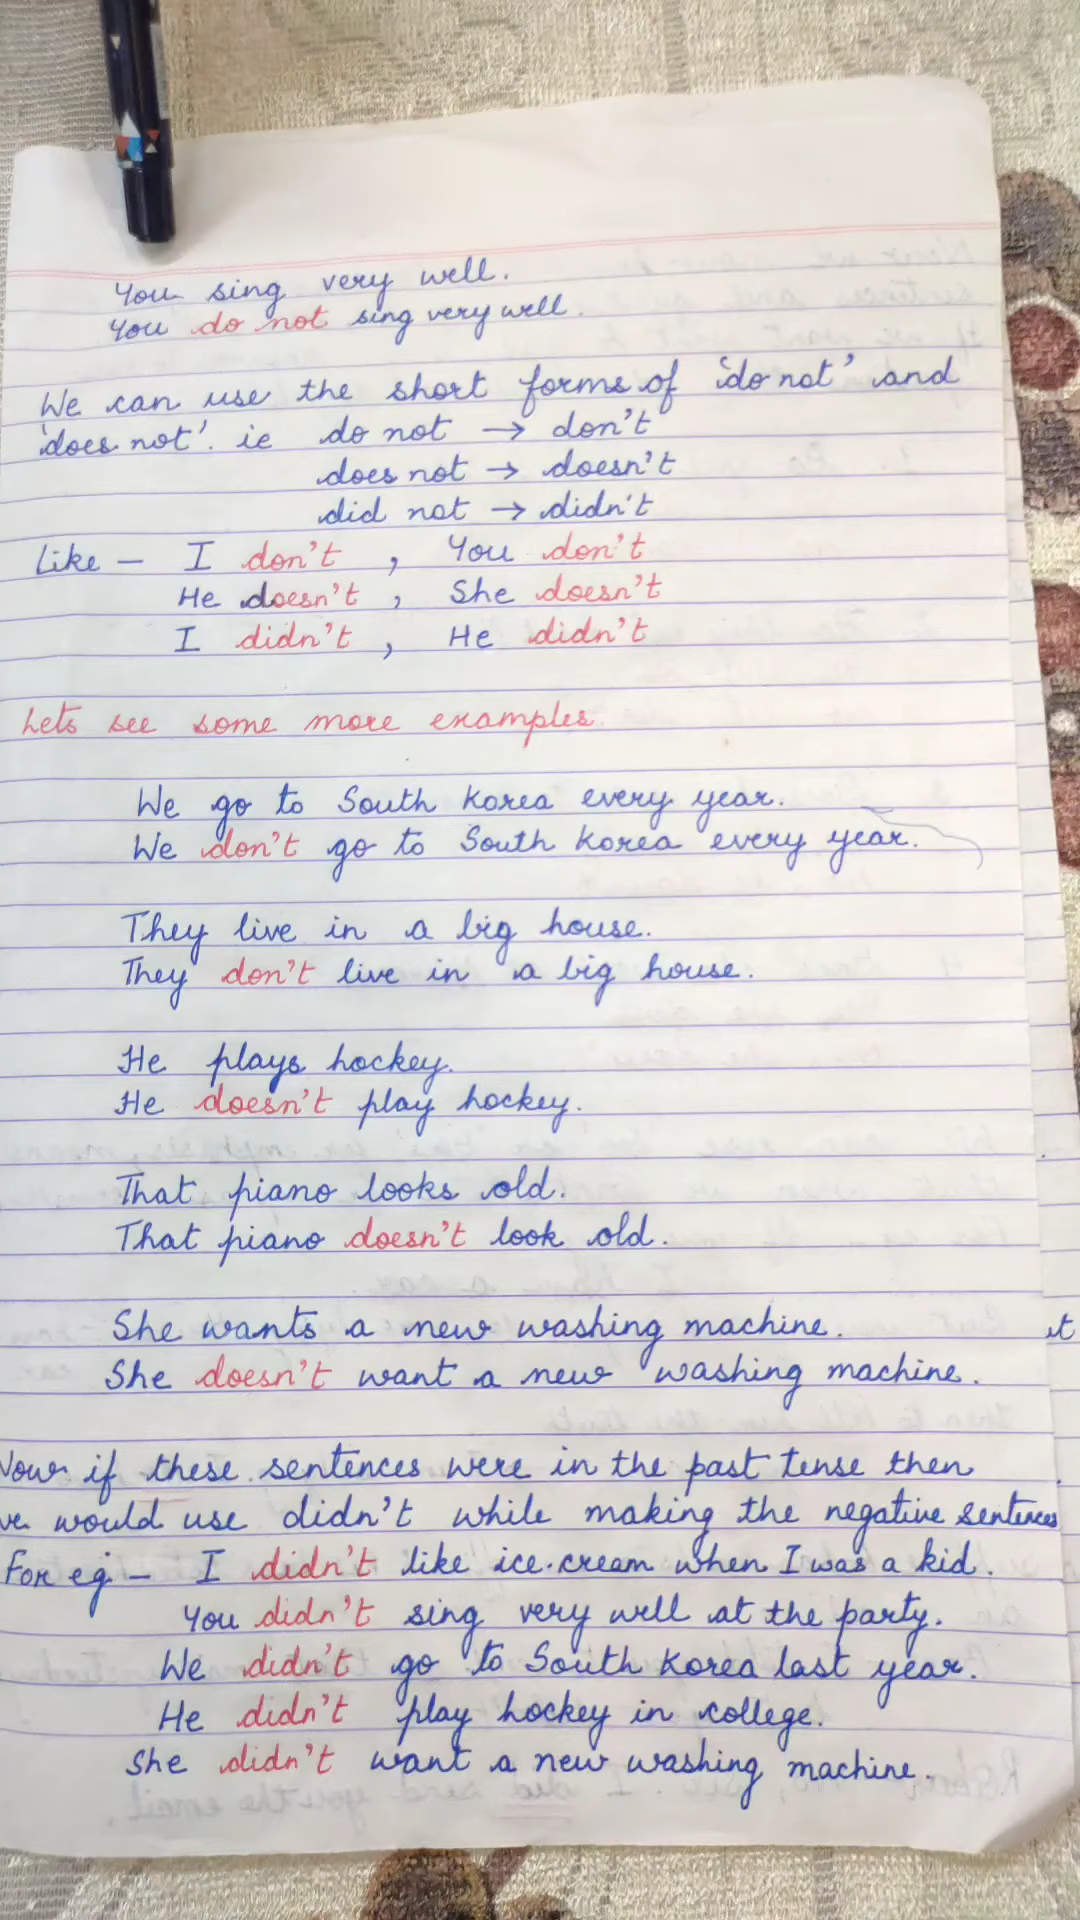 You sing very well.
You do not sing very well.
We can use the short forms of 'do not' and
'does not'. ie do not → don't
does not → doesn't
did not → didn't
Like – I don't , You don't
He doesn't , She doesn't
I didn't , He didn't
Lets see some more examples.
We go to South Korea every year.
We don't go to South Korea every year.
They live in a big house.
They don't live in a big house.
He plays hockey.
He doesn't play hockey.
That piano looks old.
That piano doesn't look old.
She wants a new washing machine.
She doesn't want a new washing machine.
Now if these sentences were in the past tense then
we would use didn't while making the negative sentences
For eg – I didn't like ice-cream when I was a kid.
You didn't sing very well at the party.
We didn't go to South Korea last year.
He didn't play hockey in college.
She didn't want a new washing machine.